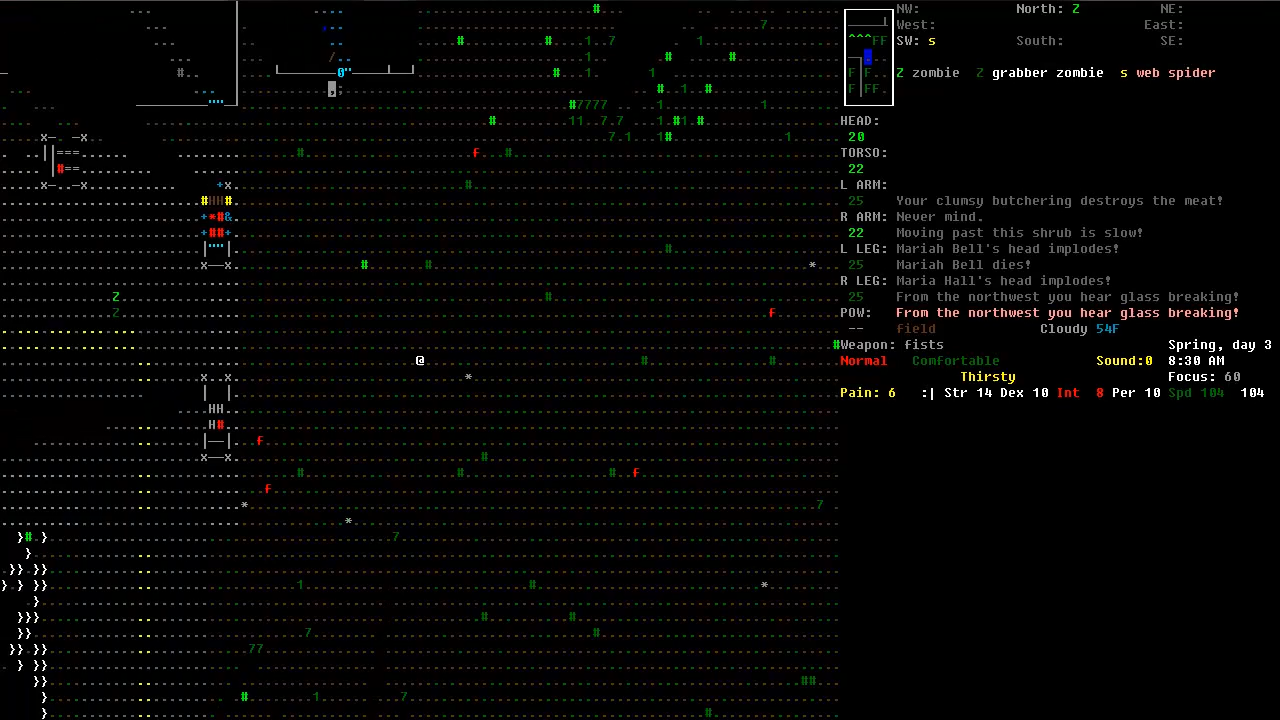 NW: North: Z NE:
West: East:
SW: s South: SE:
Z zombie Z grabber zombie s web spider
HEAD:
20
TORSO:
22
L ARM:
25 Your clumsy butchering destroys the meat!
R ARM: Never mind.
22 Moving past this shrub is slow!
L LEG: Mariah Bell's head implodes!
25 Mariah Bell dies!
R LEG: Maria Hall's head implodes!
25 From the northwest you hear glass breaking!
POW: From the northwest you hear glass breaking!
-- field Cloudy 54F
Weapon: fists Spring, day 3
Normal Comfortable Sound:0 8:30 AM
Thirsty Focus: 60
Pain: 6 :| Str 14 Dex 10 Int 8 Per 10 Spd 104 104